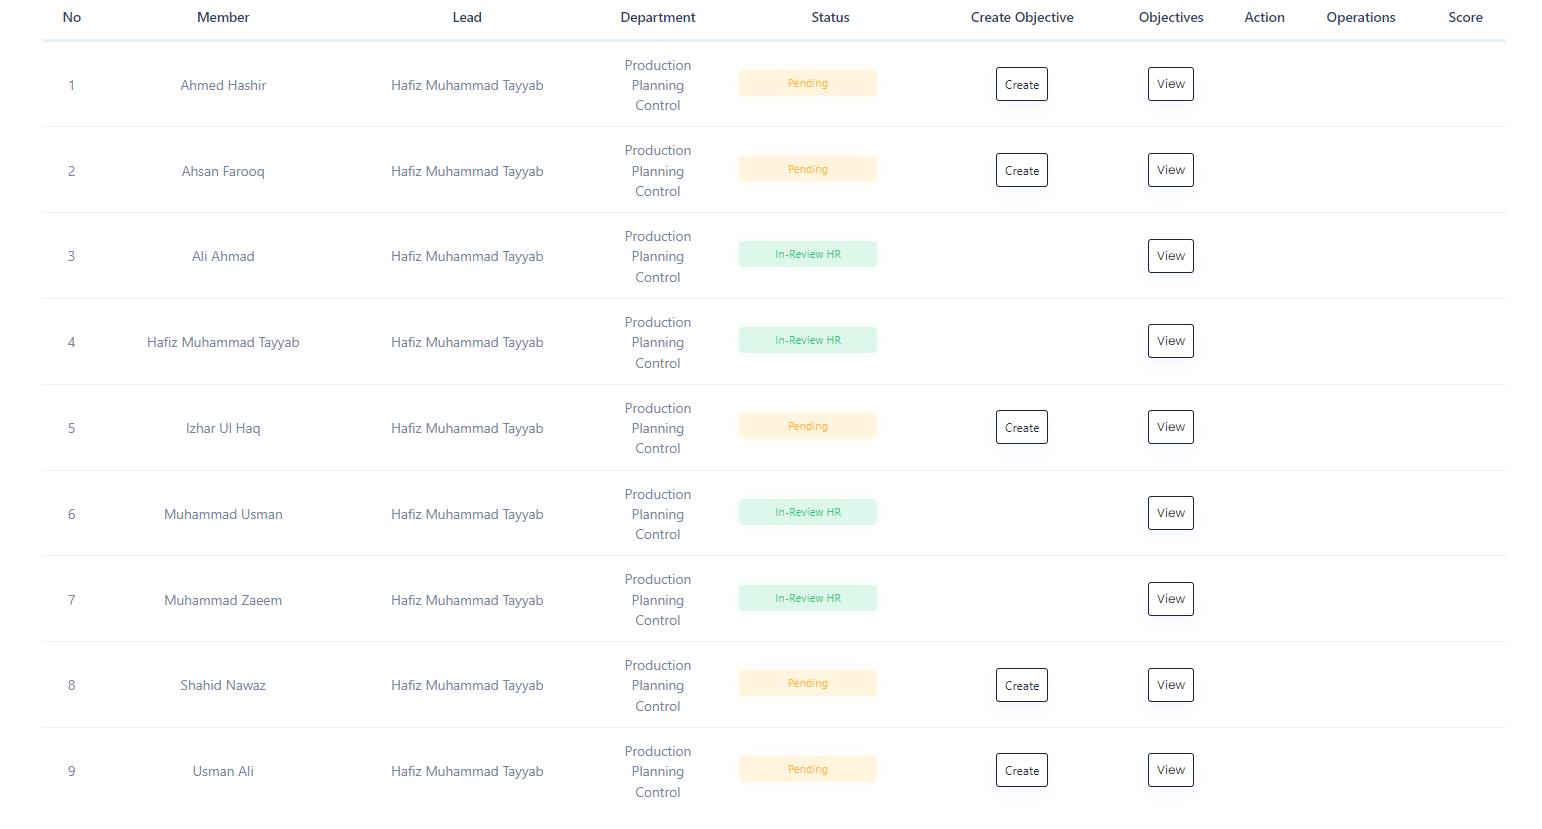 No Member Lead Department Status Create Objective Objectives Action Operations Score
1 Ahmed Hashir Hafiz Muhammad Tayyab Production Planning Control Pending Create View
2 Ahsan Farooq Hafiz Muhammad Tayyab Production Planning Control Pending Create View
3 Ali Ahmad Hafiz Muhammad Tayyab Production Planning Control In-Review HR View
4 Hafiz Muhammad Tayyab Hafiz Muhammad Tayyab Production Planning Control In-Review HR View
5 Izhar Ul Haq Hafiz Muhammad Tayyab Production Planning Control Pending Create View
6 Muhammad Usman Hafiz Muhammad Tayyab Production Planning Control In-Review HR View
7 Muhammad Zaeem Hafiz Muhammad Tayyab Production Planning Control In-Review HR View
8 Shahid Nawaz Hafiz Muhammad Tayyab Production Planning Control Pending Create View
9 Usman Ali Hafiz Muhammad Tayyab Production Planning Control Pending Create View